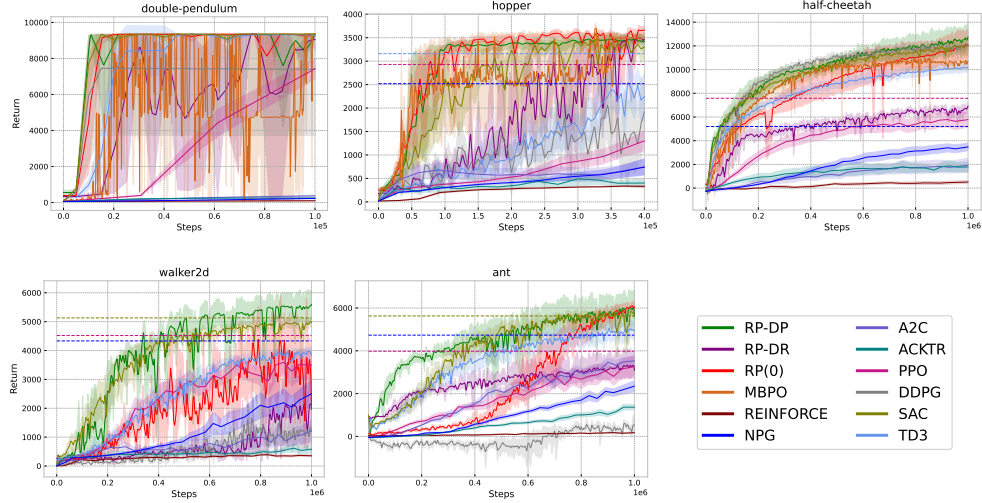 double-pendulum
10000
8000
6000
4000
2000
0
Return
0.0 0.2 0.4 0.6 0.8 1.0
Steps
1e5
hopper
4000
3500
3000
2500
2000
1500
1000
500
0
0.0 0.5 1.0 1.5 2.0 2.5 3.0 3.5 4.0
Steps
1e5
half-cheetah
14000
12000
10000
8000
6000
4000
2000
0
0.0 0.2 0.4 0.6 0.8 1.0
Steps
1e6
walker2d
6000
5000
4000
3000
2000
1000
0
Return
0.0 0.2 0.4 0.6 0.8 1.0
Steps
1e6
ant
6000
4000
2000
0
0.0 0.2 0.4 0.6 0.8 1.0
Steps
1e6
RP-DP
RP-DR
RP(0)
MBPO
REINFORCE
NPG
A2C
ACKTR
PPO
DDPG
SAC
TD3